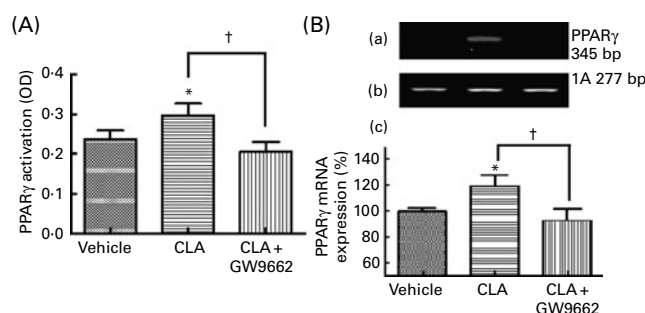 (A)
PPARγ activation (OD)
0·4
0·3
0·2
0·1
0·0
†
*
Vehicle
CLA
CLA +
GW9662
(B)
(a)
PPARγ
345 bp
(b)
1A 277 bp
(c)
PPARγ mRNA
expression (%)
140
120
100
80
60
†
*
Vehicle
CLA
CLA +
GW9662